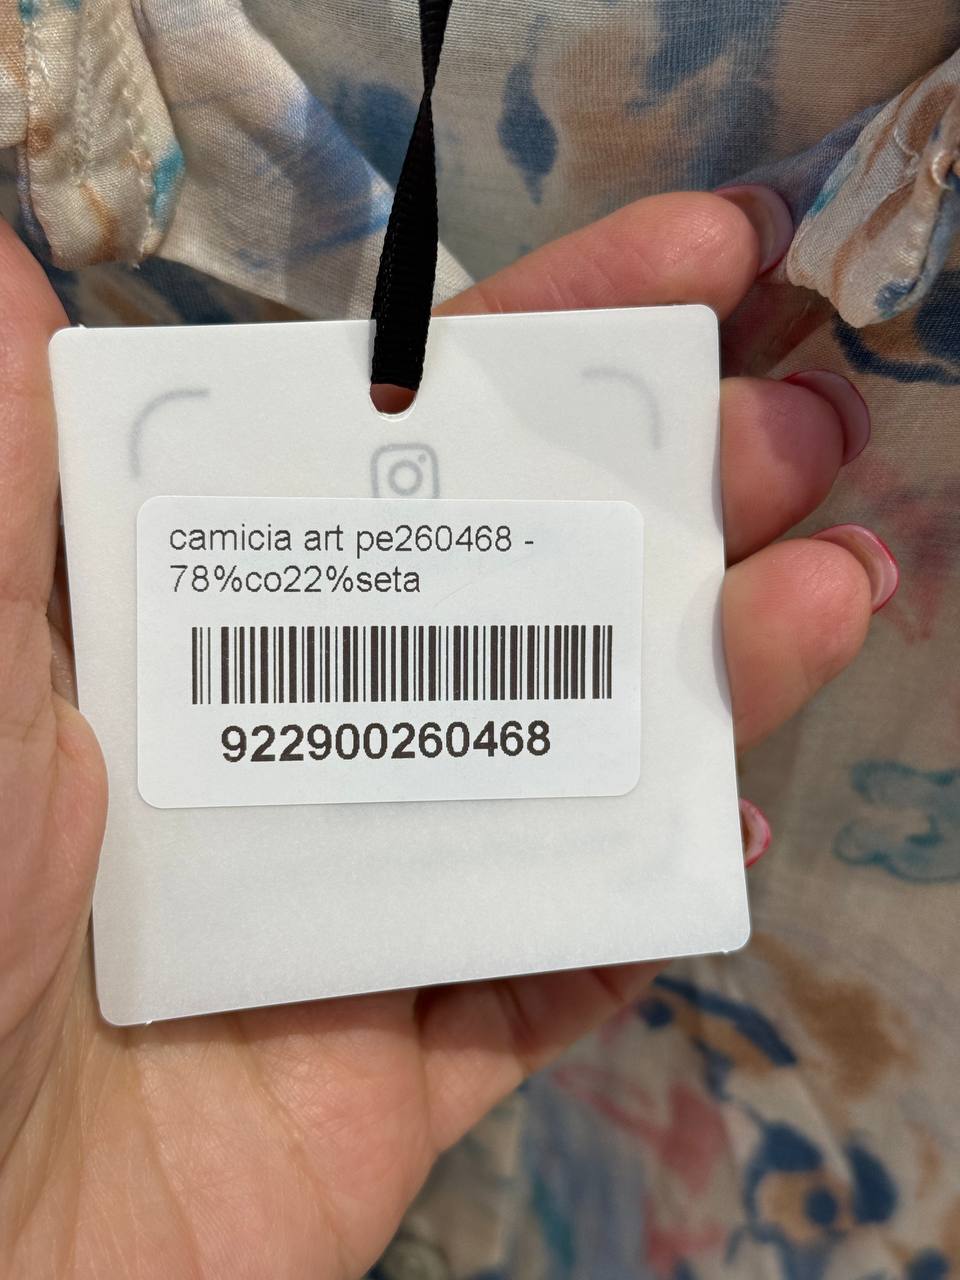 camicia art pe260468 -
78%co22%seta
922900260468